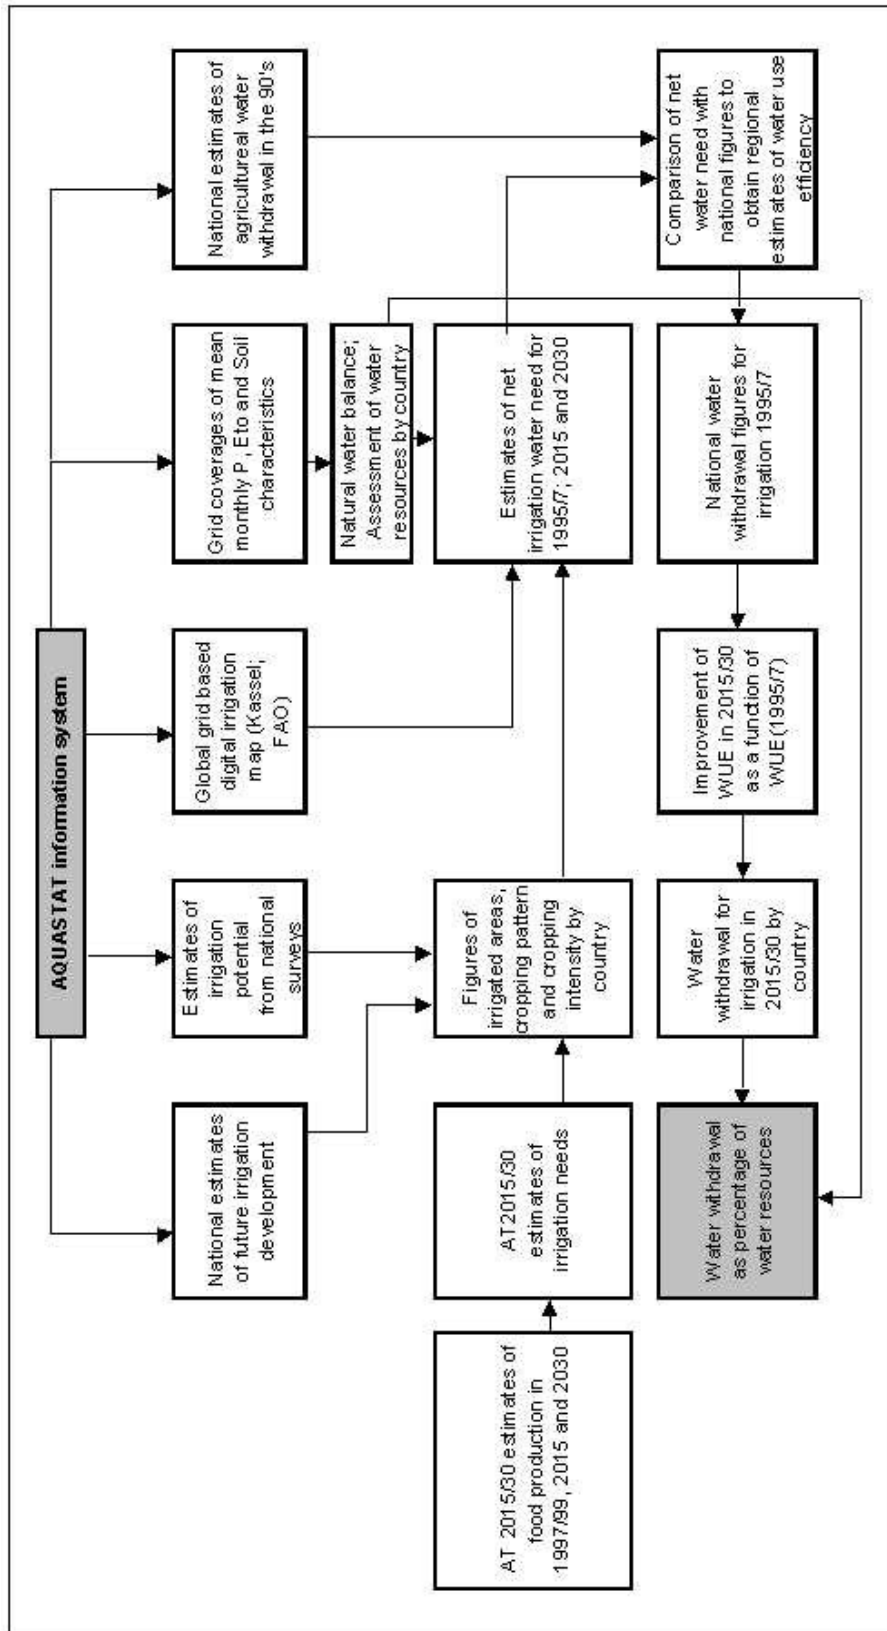 AQUASTAT information system
National estimates
of future irrigation
development
Estimates of
irrigation
potential
from national
surveys
Global grid based
digital irrigation
map (Kassel;
FAO)
Grid coverages of mean
monthly P, Eto and Soil
characteristics
National estimates of
agricultureal water
withdrawal in the 90's
Natural water balance;
Assessment of water
resources by country
AT 2015/30 estimates of
food production in
1997/99, 2015 and 2030
AT2015/30
estimates of
irrigation needs
Figures of
irrigated areas,
cropping pattern
and cropping
intensity by
country
Estimates of net
irrigation water need for
1995/7; 2015 and 2030
Water withdrawal
as percentage of
water resources
Water
withdrawal for
irrigation in
2015/30 by
country
Improvement of
WUE in 2015/30
as a function of
WUE(1995/7)
National water
withdrawal figures for
irrigation 1995/7
Comparison of net
water need with
national figures to
obtain regional
estimates of water use
efficiency